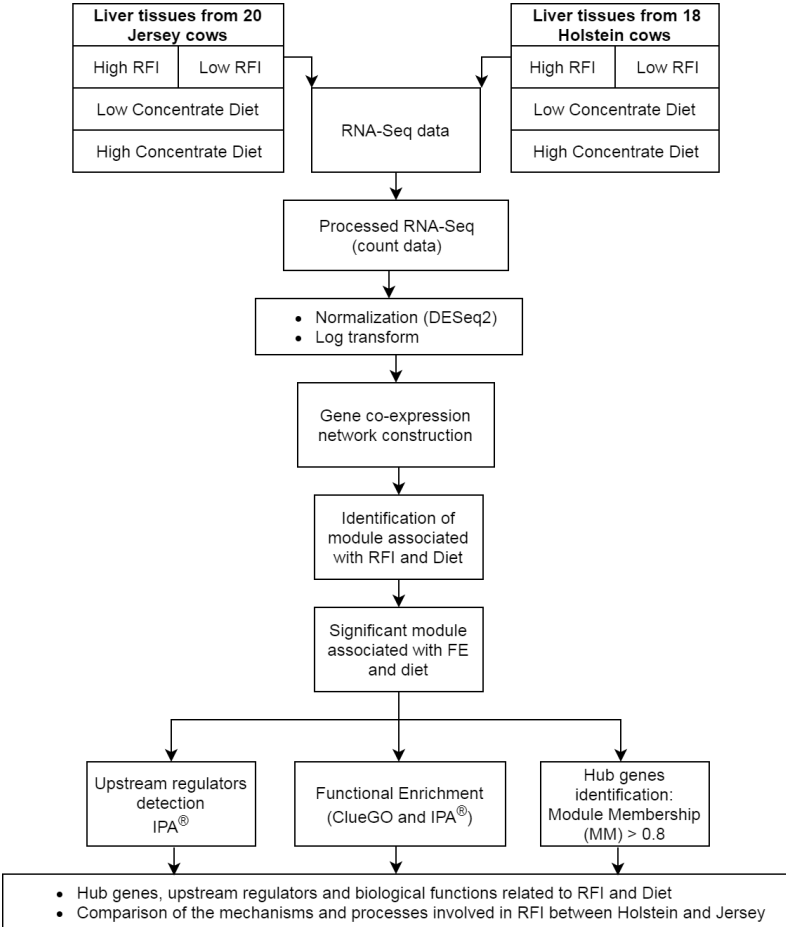 Liver tissues from 20
Jersey cows
High RFI
Low RFI
Low Concentrate Diet
High Concentrate Diet
Liver tissues from 18
Holstein cows
High RFI
Low RFI
Low Concentrate Diet
High Concentrate Diet
RNA-Seq data
Processed RNA-Seq
(count data)
• Normalization (DESeq2)
• Log transform
Gene co-expression
network construction
Identification of
module associated
with RFI and Diet
Significant module
associated with FE
and diet
Upstream regulators
detection
IPA®
Functional Enrichment
(ClueGO and IPA®)
Hub genes
identification:
Module Membership
(MM) > 0.8
• Hub genes, upstream regulators and biological functions related to RFI and Diet
• Comparison of the mechanisms and processes involved in RFI between Holstein and Jersey